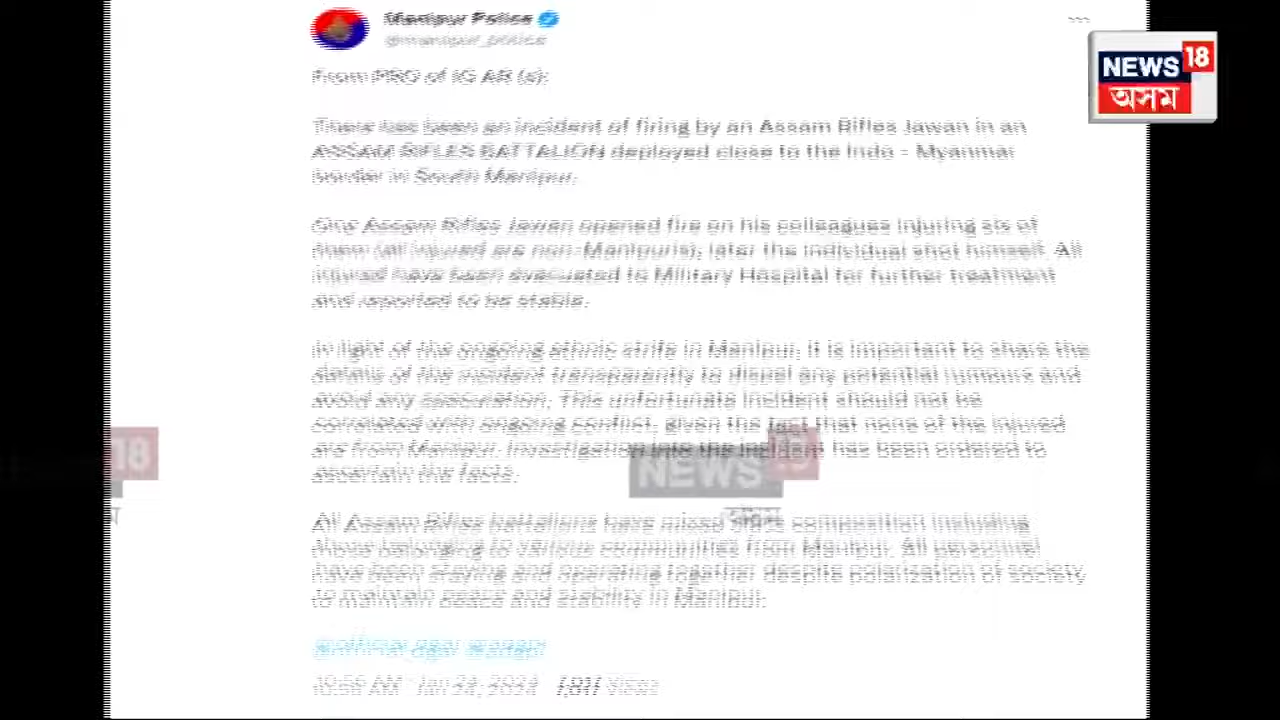 Manipur Police
@manipur_police
NEWS 18
অসম
From PRO of IG AR (s):
There has been an incident of firing by an Assam Rifles Jawan in an
ASSAM RIFLES BATTALION deployed close to the Indo - Myanmar
border in South Manipur.
One Assam Rifles Jawan opened fire on his colleagues injuring six of
them (all injured are non-Manipuris), later the individual shot himself. All
injured have been evacuated to Military Hospital for further treatment
and reported to be stable.
In light of the ongoing ethnic strife in Manipur, it is important to share the
details of the incident transparently to dispel any potential rumours and
avoid any speculation. This unfortunate incident should not be
correlated with ongoing conflict, given the fact that none of the injured
are from Manipur. Investigation into the incident has been ordered to
ascertain the facts.
18
NEWS 18
All Assam Rifles battalions have mixed class composition including
those belonging to various communities from Manipur. All personnel
have been staying and operating together despite polarization of society
to maintain peace and stability in Manipur.
AM Jan 24, 2024 Views